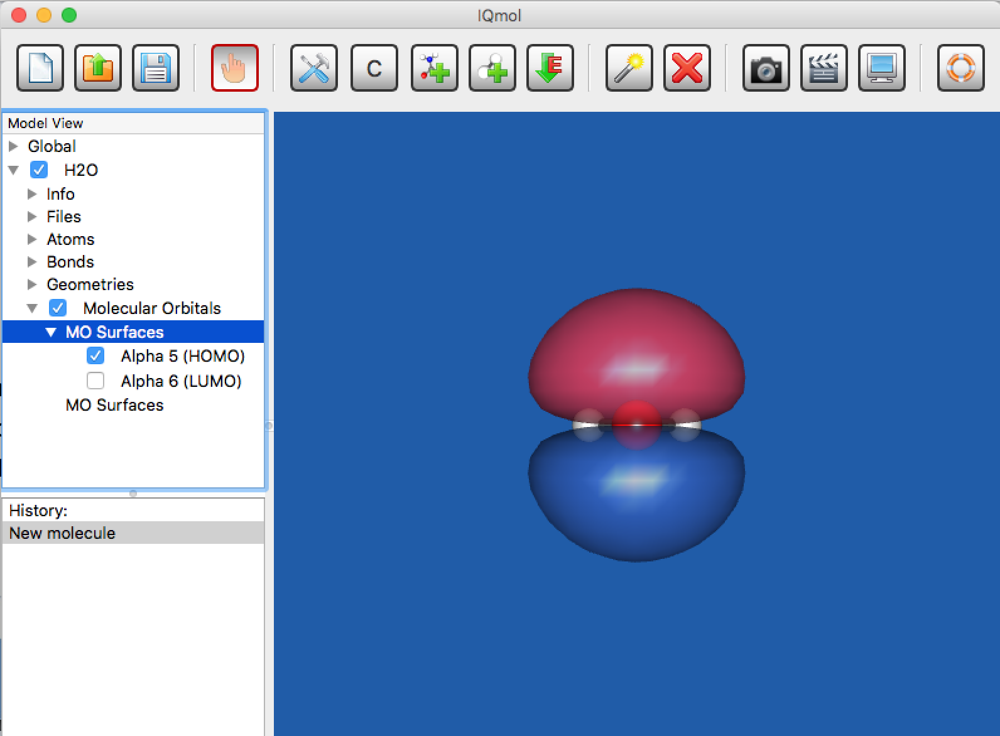 IQmol
C
E
Model View
Global
H2O
Info
Files
Atoms
Bonds
Geometries
Molecular Orbitals
MO Surfaces
Alpha 5 (HOMO)
Alpha 6 (LUMO)
MO Surfaces
History:
New molecule